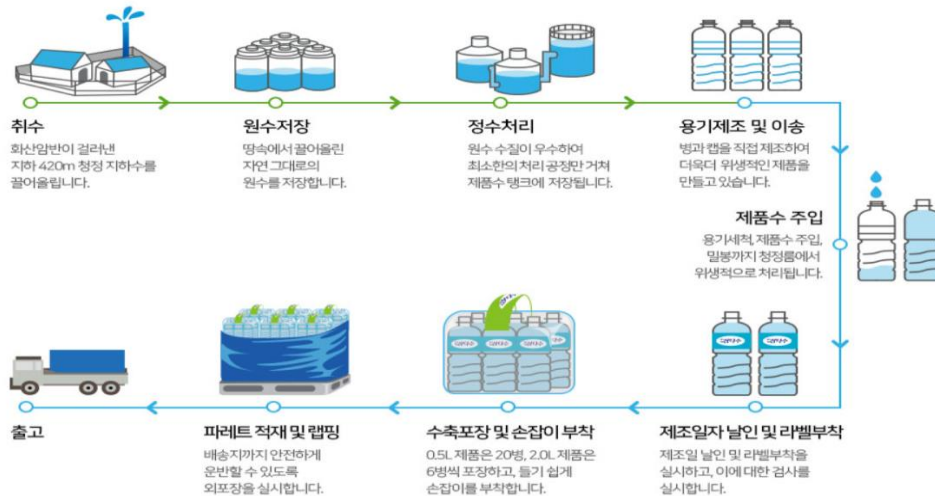 취수
화산암반이 걸러낸
지하 420m 청정 지하수를
끌어올립니다.
원수저장
땅속에서 끌어올린
자연 그대로의
원수를 저장합니다.
정수처리
원수 수질이 우수하여
최소한의 처리 공정만 거쳐
제품수 탱크에 저장됩니다.
용기제조 및 이송
병과 캡을 직접 제조하여
더욱더 위생적인 제품을
만들고 있습니다.
제품수 주입
용기세척, 제품수 주입,
밀봉까지 청정룸에서
위생적으로 처리됩니다.
제조일자 날인 및 라벨부착
제조일 날인 및 라벨부착을
실시하고, 이에 대한 검사를
실시합니다.
수축포장 및 손잡이 부착
0.5L 제품은 20병, 2.0L 제품은
6병씩 포장하고, 들기 쉽게
손잡이를 부착합니다.
파레트 적재 및 랩핑
배송지까지 안전하게
운반할 수 있도록
외포장을 실시합니다.
출고